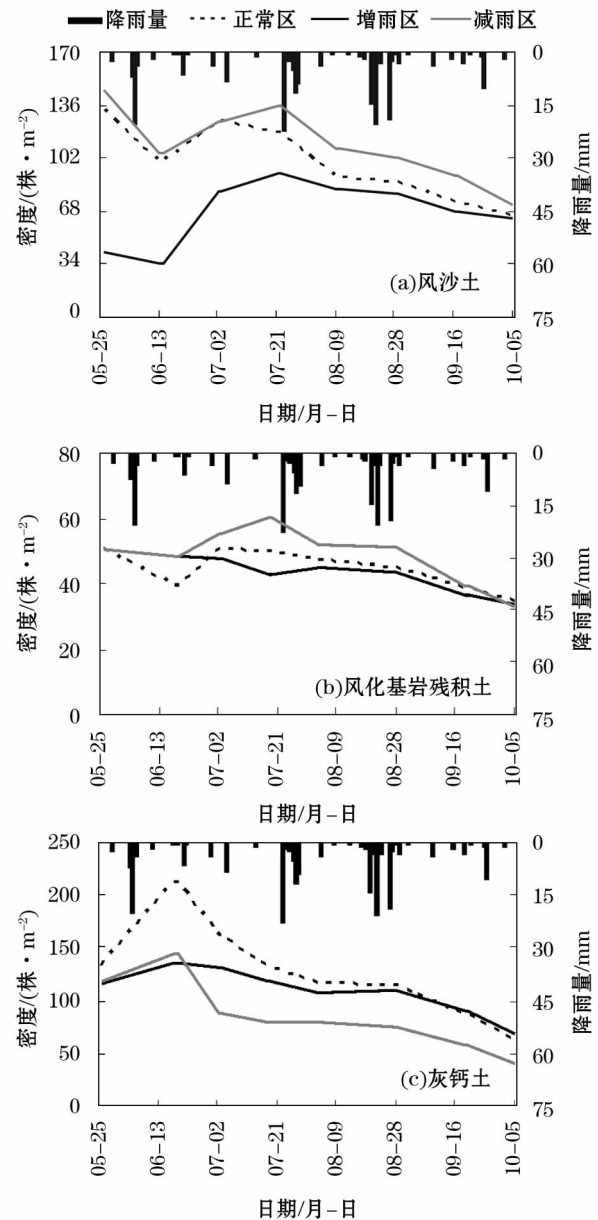 降雨量 正常区 增雨区 减雨区
170 0
136 15
102 30
68 45
34 60
0 75
密度/(株·m⁻²)
降雨量/mm
(a)风沙土
05-25 06-13 07-02 07-21 08-09 08-28 09-16 10-05
日期/月-日
80 0
60 15
40 30
20 45
0 60
75
密度/(株·m⁻²)
降雨量/mm
(b)风化基岩残积土
05-25 06-13 07-02 07-21 08-09 08-28 09-16 10-05
日期/月-日
250 0
200 15
150 30
100 45
50 60
0 75
密度/(株·m⁻²)
降雨量/mm
(c)灰钙土
05-25 06-13 07-02 07-21 08-09 08-28 09-16 10-05
日期/月-日